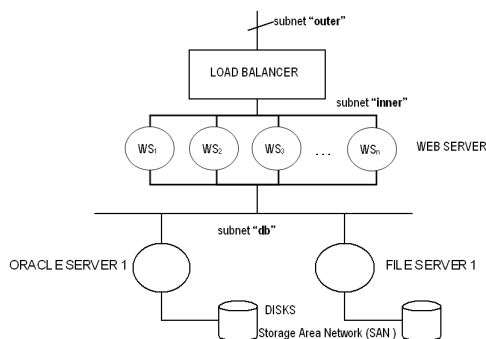 subnet “outer”
LOAD BALANCER
subnet “inner”
WS₁ WS₂ WS₃ ... WSₙ WEB SERVER
subnet “db”
ORACLE SERVER 1 FILE SERVER 1
DISKS
Storage Area Network (SAN )